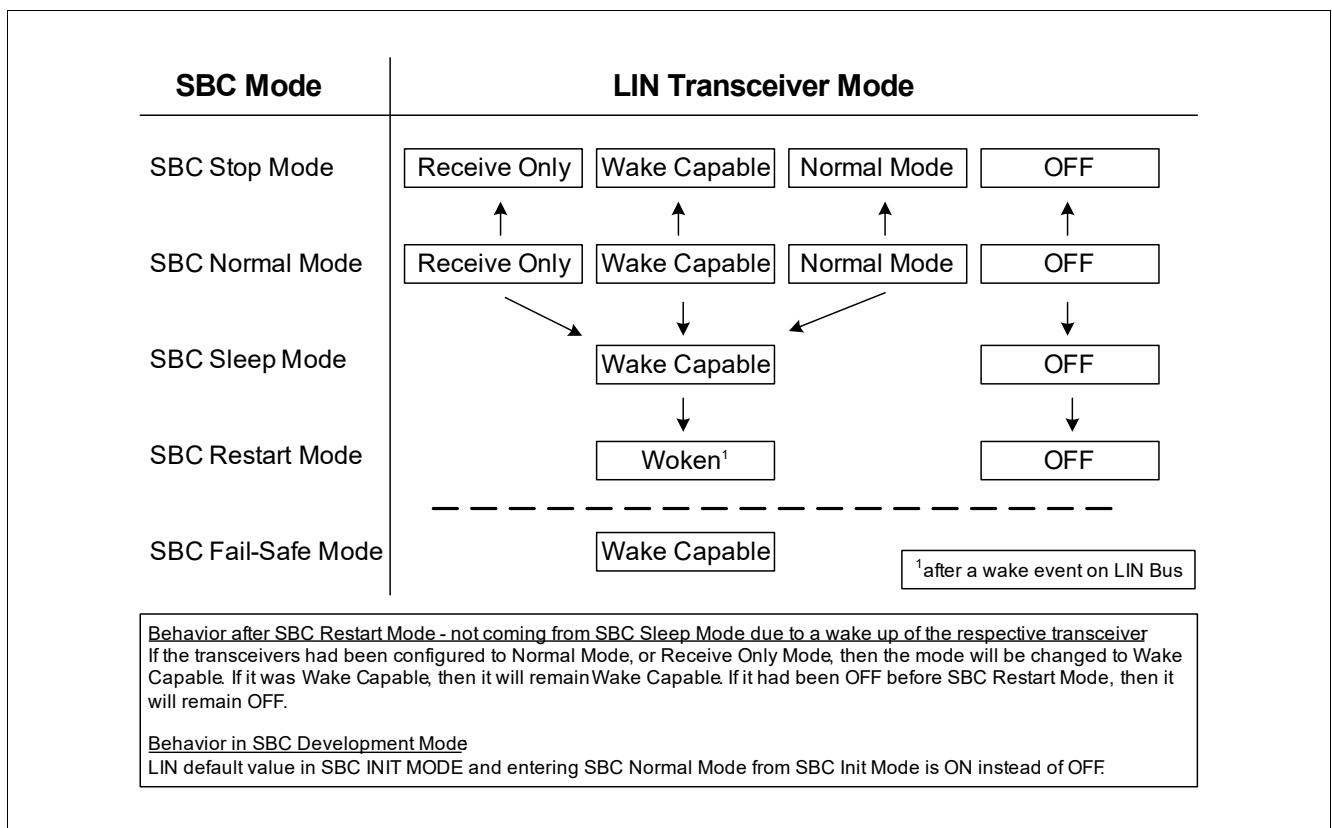 SBC Mode LIN Transceiver Mode
SBC Stop Mode Receive Only Wake Capable Normal Mode OFF
SBC Normal Mode Receive Only Wake Capable Normal Mode OFF
SBC Sleep Mode Wake Capable OFF
SBC Restart Mode Woken¹ OFF
SBC Fail-Safe Mode Wake Capable
¹after a wake event on LIN Bus
Behavior after SBC Restart Mode - not coming from SBC Sleep Mode due to a wake up of the respective transceiver
If the transceivers had been configured to Normal Mode, or Receive Only Mode, then the mode will be changed to Wake
Capable. If it was Wake Capable, then it will remain Wake Capable. If it had been OFF before SBC Restart Mode, then it
will remain OFF.
Behavior in SBC Development Mode
LIN default value in SBC INIT MODE and entering SBC Normal Mode from SBC Init Mode is ON instead of OFF.